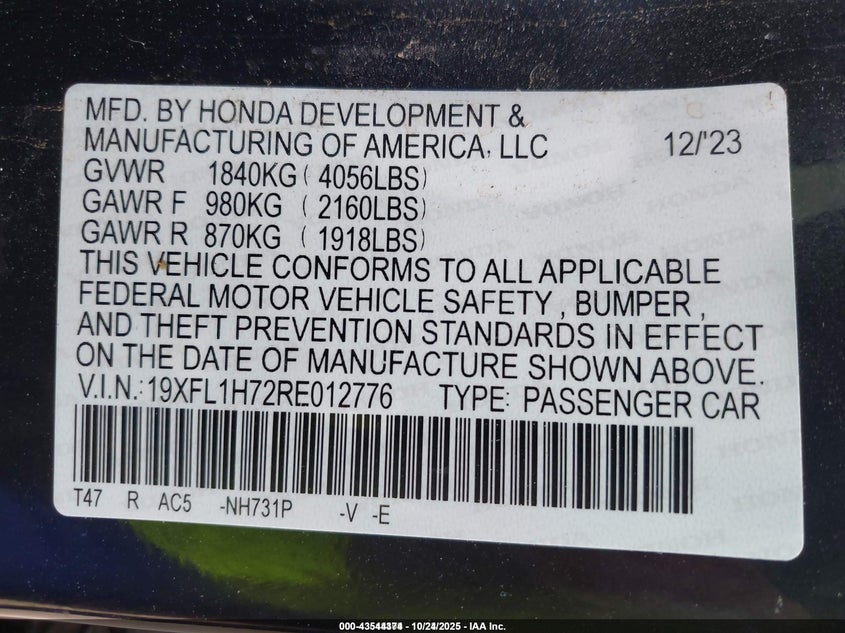 MFD. BY HONDA DEVELOPMENT &
MANUFACTURING OF AMERICA, LLC 12/'23
GVWR 1840KG ( 4056LBS)
GAWR F 980KG ( 2160LBS)
GAWR R 870KG ( 1918LBS)
THIS VEHICLE CONFORMS TO ALL APPLICABLE
FEDERAL MOTOR VEHICLE SAFETY , BUMPER ,
AND THEFT PREVENTION STANDARDS IN EFFECT
ON THE DATE OF MANUFACTURE SHOWN ABOVE.
V.I.N.:19XFL1H72RE012776 TYPE: PASSENGER CAR
T47 R AC5 -NH731P -V -E
10/24/2025 - IAA Inc.